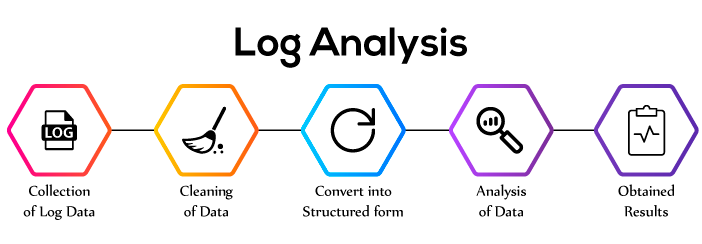 Log Analysis
LOG
Collection
of Log Data
Cleaning
of Data
Convert into
Structured form
Analysis
of Data
Obtained
Results